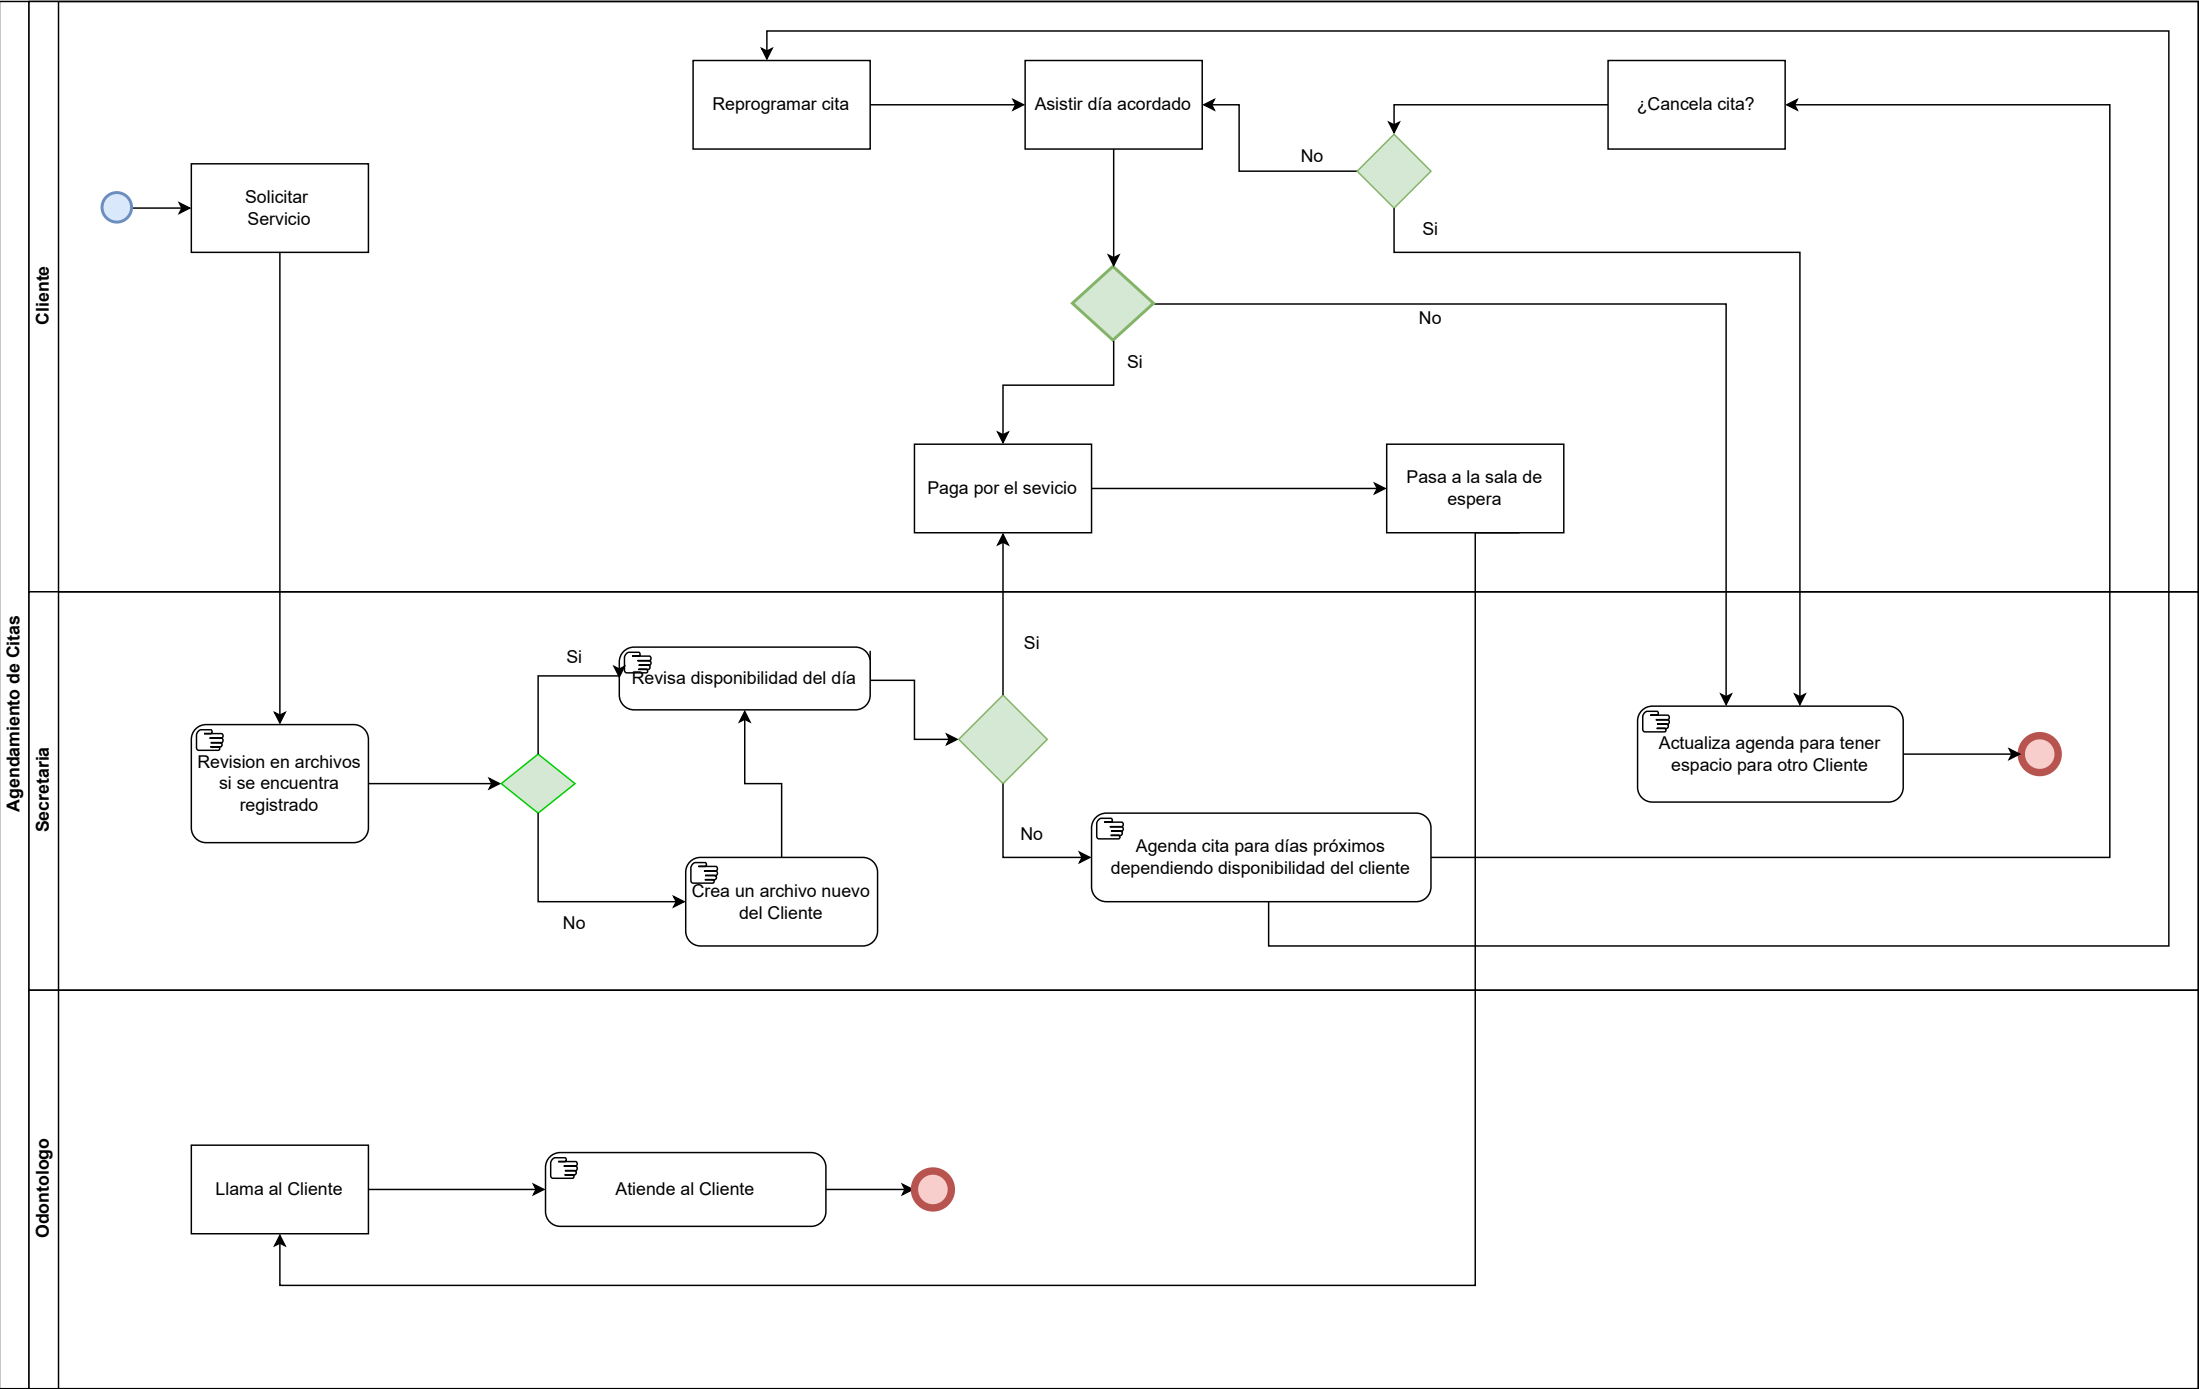 Agendamiento de Citas
Cliente
Reprogramar cita
Asistir día acordado
¿Cancela cita?
No
Si
Solicitar
Servicio
No
Si
Paga por el sevicio
Pasa a la sala de
espera
Secretaria
Si
Si
Revisa disponibilidad del día
Revision en archivos
si se encuentra
registrado
Actualiza agenda para tener
espacio para otro Cliente
No
Agenda cita para días próximos
dependiendo disponibilidad del cliente
Crea un archivo nuevo
del Cliente
No
Odontologo
Llama al Cliente
Atiende al Cliente